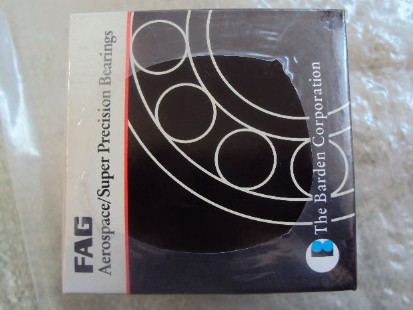 FAG
Aerospace/Super Precision Bearings
B The Barden Corporation